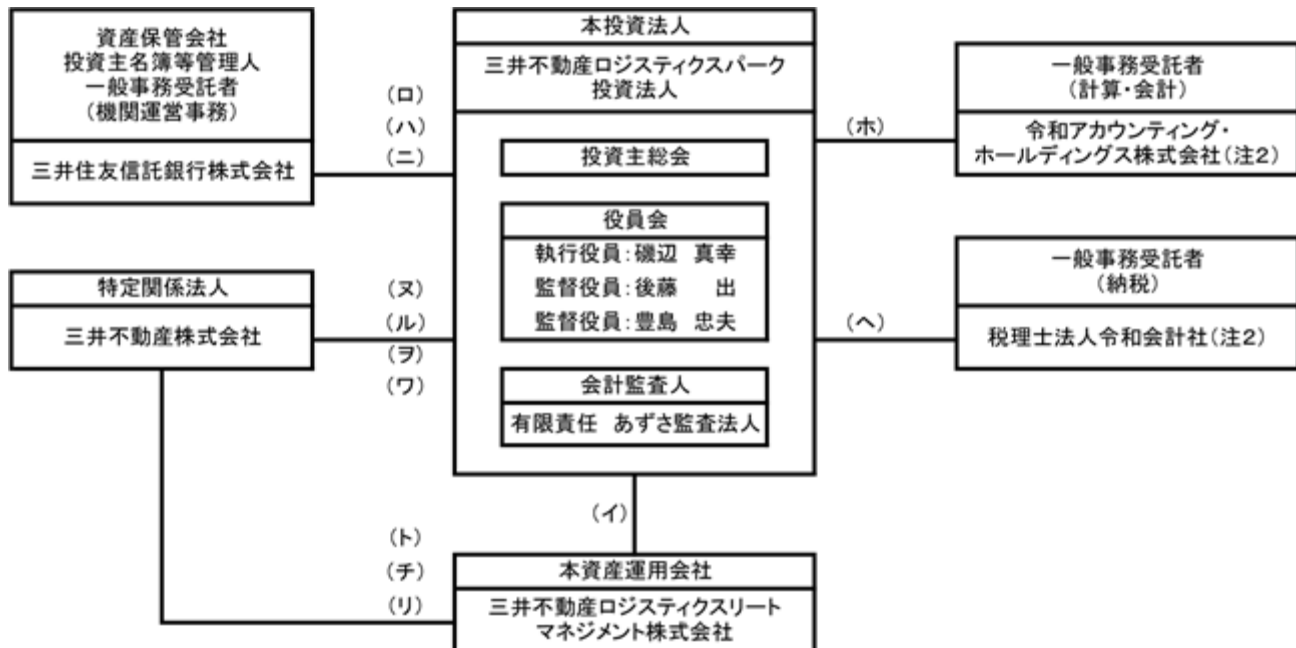 資産保管会社
投資主名簿等管理人
一般事務受託者
(機関運営事務)
三井住友信託銀行株式会社
(ロ)
(ハ)
(ニ)
本投資法人
三井不動産ロジスティクスパーク
投資法人
投資主総会
役員会
執行役員:磯辺 真幸
監督役員:後藤 出
監督役員:豊島 忠夫
会計監査人
有限責任 あずさ監査法人
(ホ)
一般事務受託者
(計算・会計)
令和アカウンティング・
ホールディングス株式会社(注2)
特定関係法人
三井不動産株式会社
(ヌ)
(ル)
(ヲ)
(ワ)
(ヘ)
一般事務受託者
(納税)
税理士法人令和会計社(注2)
(イ)
(ト)
(チ)
(リ)
本資産運用会社
三井不動産ロジスティクスリート
マネジメント株式会社